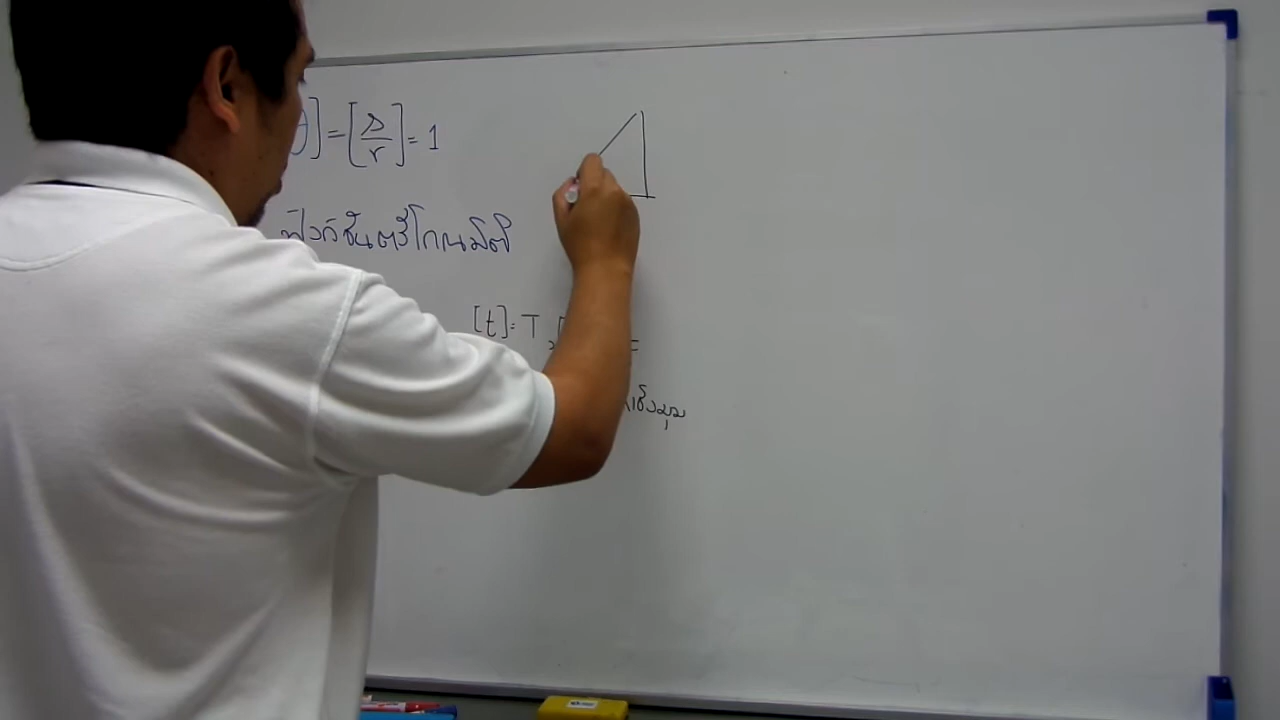 θ] = [s/r] = 1
ฟังก์ชันตรีโกณมิติ
[t] = T, [ =
เชิงมุม